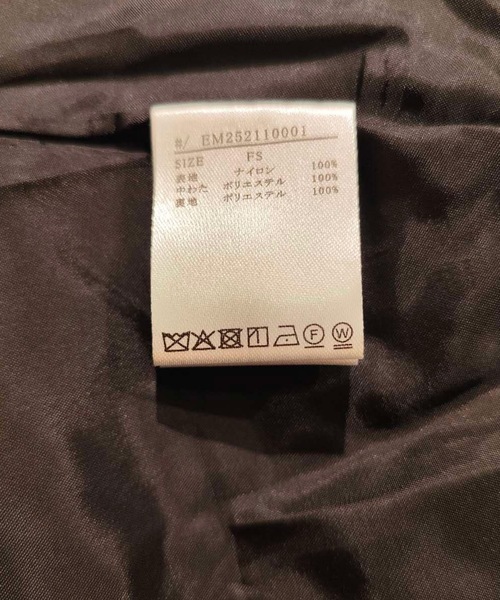 #/ EM252110001
SIZE FS
表地 ナイロン 100%
中わた ポリエステル 100%
裏地 ポリエステル 100%
F W